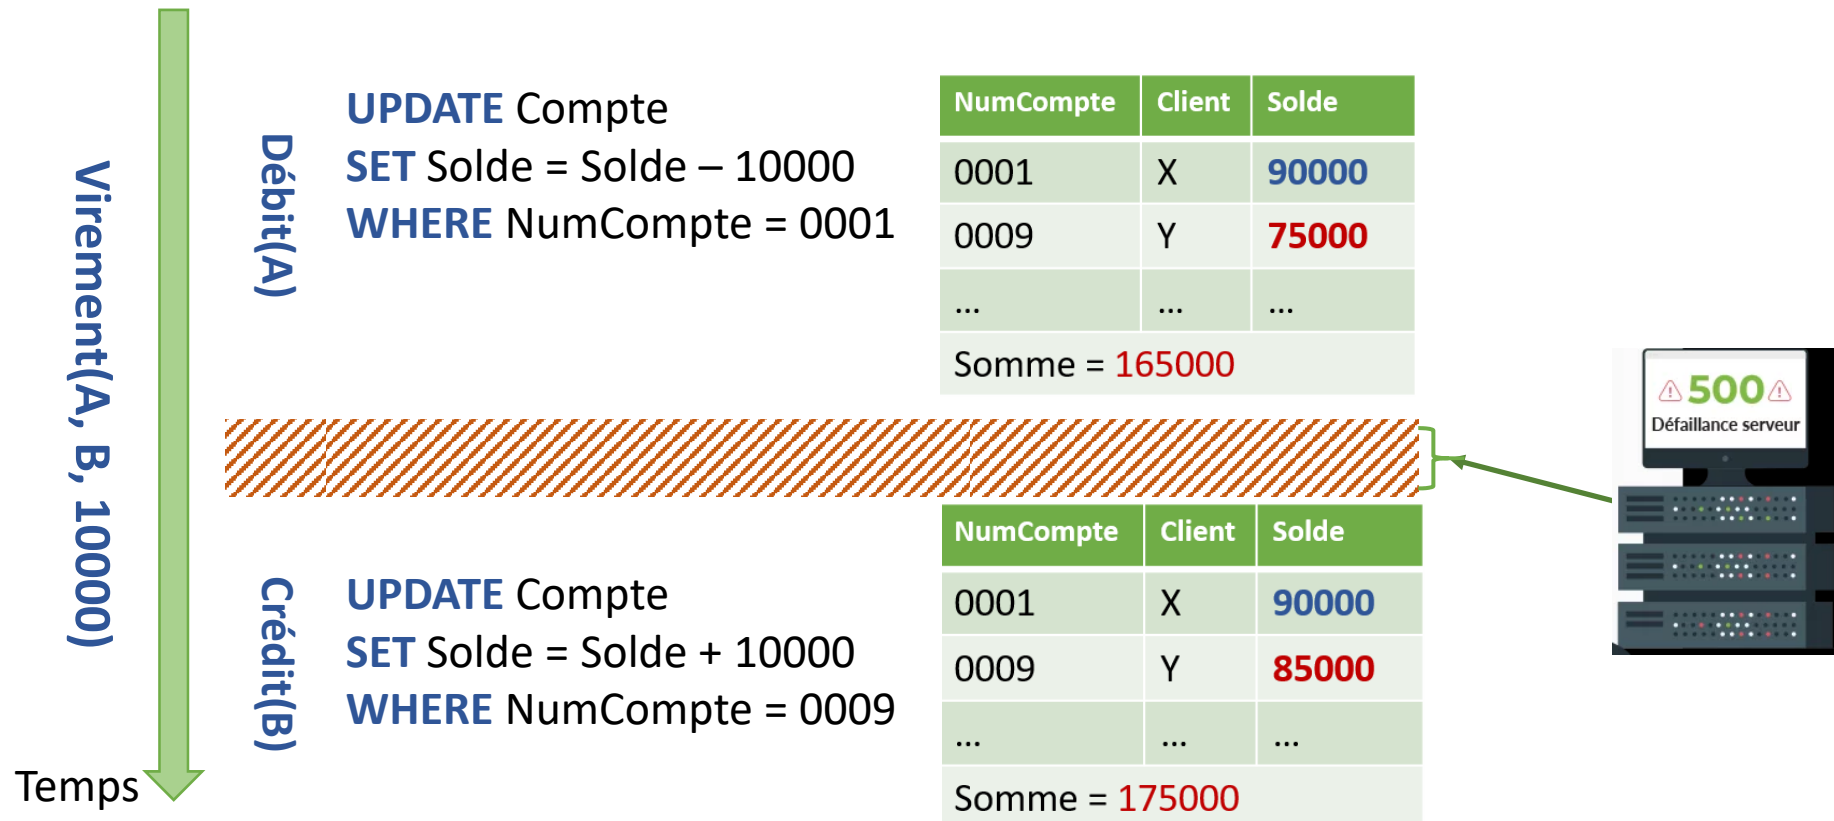 Virement(A, B, 10000)
Temps
Débit(A)
UPDATE Compte
SET Solde = Solde – 10000
WHERE NumCompte = 0001
NumCompte Client Solde
0001 X 90000
0009 Y 75000
... ... ...
Somme = 165000
500
Défaillance serveur
Crédit(B)
UPDATE Compte
SET Solde = Solde + 10000
WHERE NumCompte = 0009
NumCompte Client Solde
0001 X 90000
0009 Y 85000
... ... ...
Somme = 175000